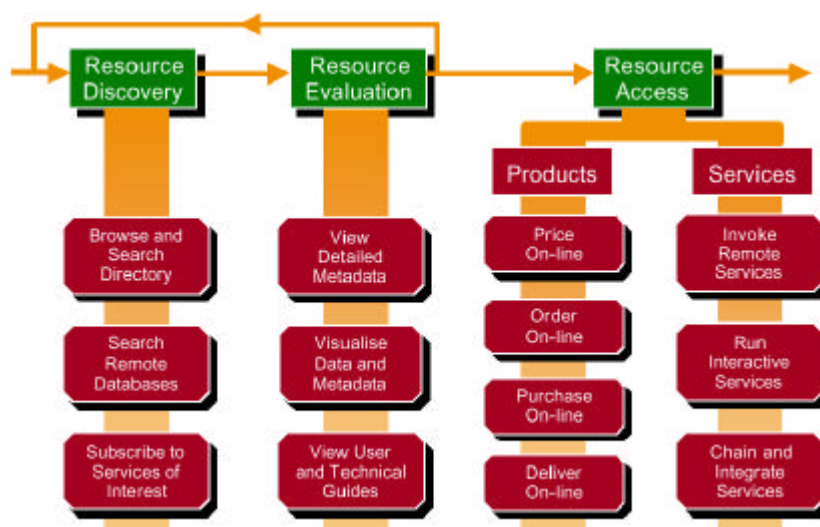 Resource
Discovery
Resource
Evaluation
Resource
Access
Products
Services
Browse and
Search
Directory
View
Detailed
Metadata
Price
On-line
Invoke
Remote
Services
Search
Remote
Databases
Visualise
Data and
Metadata
Order
On-line
Run
Interactive
Services
Purchase
On-line
Subscribe to
Services of
Interest
View User
and Technical
Guides
Deliver
On-line
Chain and
Integrate
Services